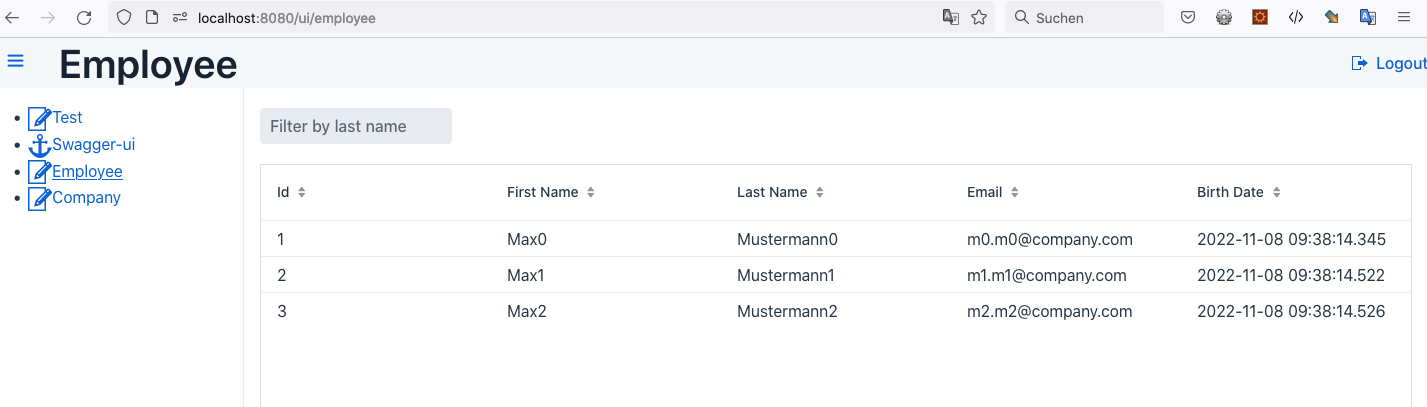 localhost:8080/ui/employee
Suchen
Employee
Logout
Test
Swagger-ui
Employee
Company
Filter by last name
Id First Name Last Name Email Birth Date
1 Max0 Mustermann0 m0.m0@company.com 2022-11-08 09:38:14.345
2 Max1 Mustermann1 m1.m1@company.com 2022-11-08 09:38:14.522
3 Max2 Mustermann2 m2.m2@company.com 2022-11-08 09:38:14.526